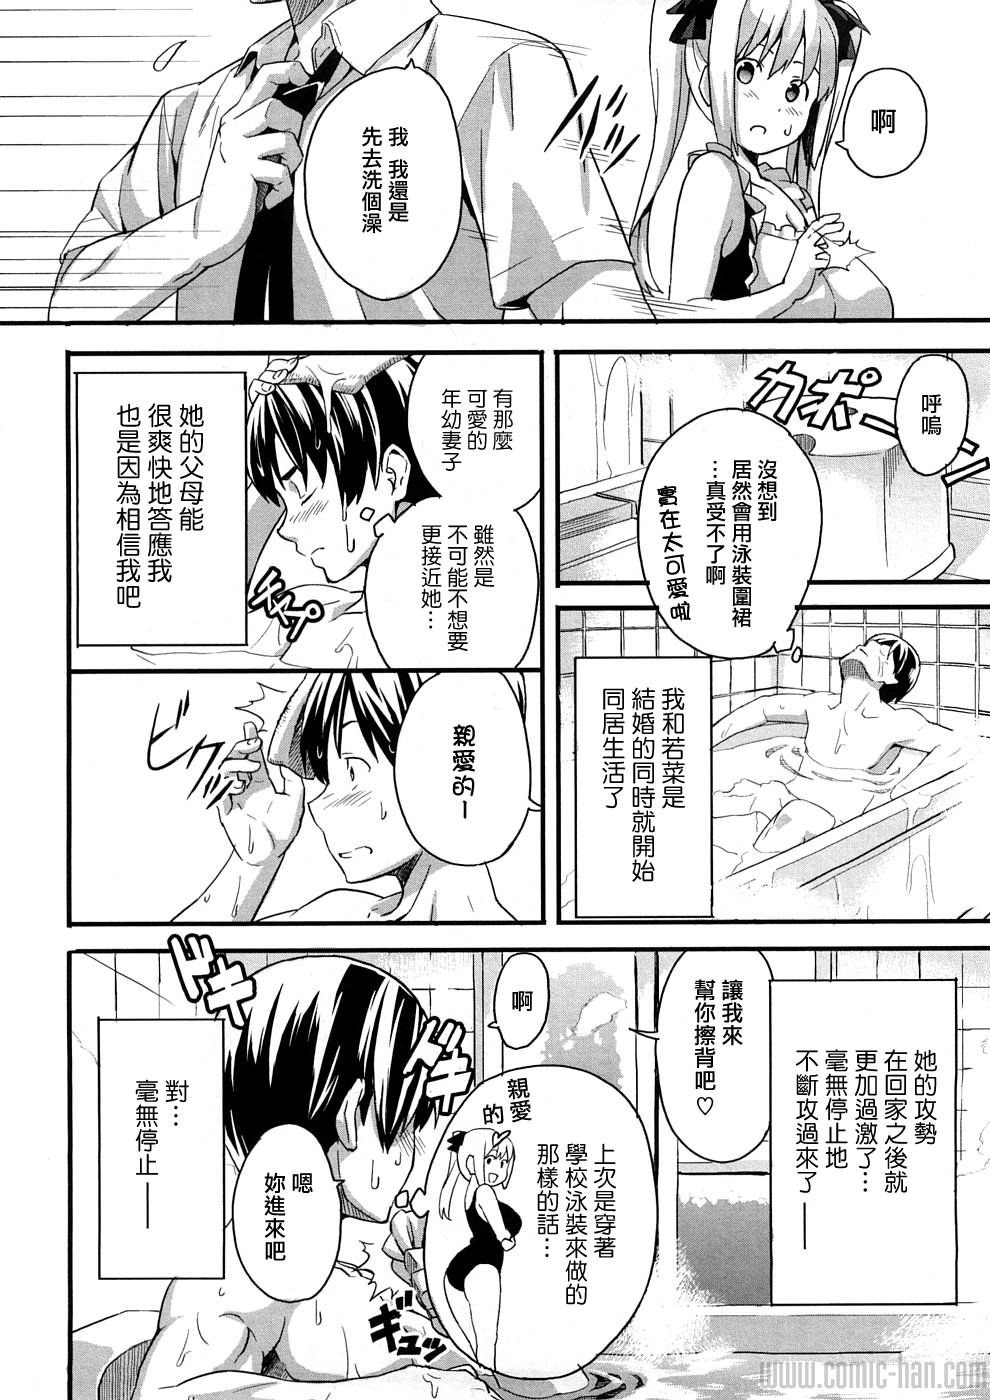 啊
我 我還是
先去洗個澡
呼嗚
カポーン
沒想到
居然會用泳裝圍裙
…真受不了啊
實在太可愛啦
我和若菜是
結婚的同時就開始
同居生活了
有那麼
可愛的
年幼妻子
雖然是
不可能不想要
更接近她…
她的父母能
很爽快地答應我
也是因為相信我吧
チャプ
親愛的ー
ビクッ
她的攻勢
在回家之後就
更加過激了…
毫無停止地
不斷攻過來了——
讓我來
幫你擦背吧♡
啊
上次是穿著
學校泳裝來做的
那樣的話…
親愛
的
ドキ
ドキ
嗯
妳進來吧
對…
毫無停止——
ギュッ
www.comic-han.com